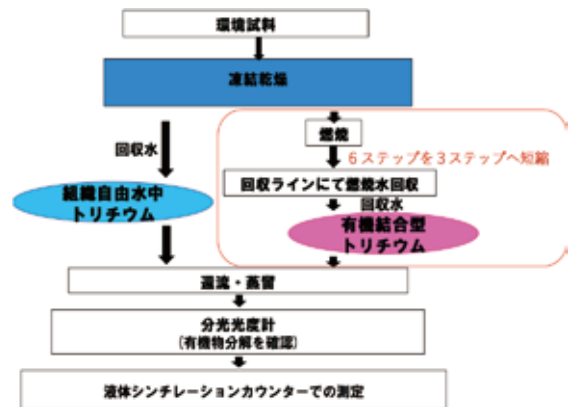 環境試料
凍結乾燥
燃焼
6ステップを3ステップへ短縮
回収水
回収ラインにて燃焼水回収
回収水
組織自由水中
トリチウム
有機結合型
トリチウム
還流・蒸留
分光光度計
(有機物分解を確認)
液体シンチレーションカウンターでの測定